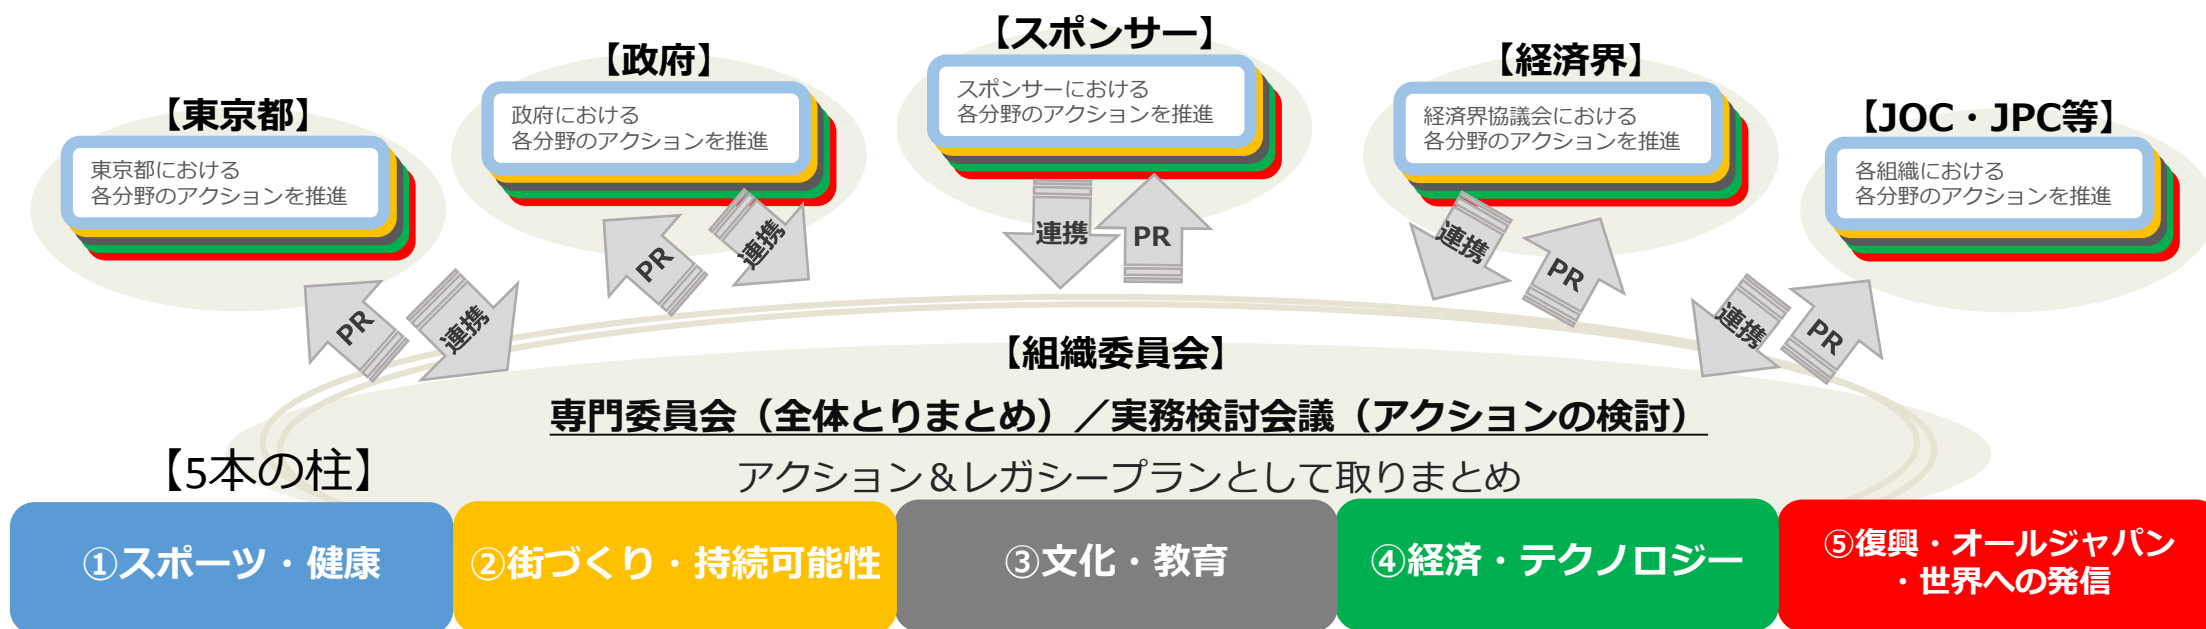 【東京都】
東京都における
各分野のアクションを推進
【政府】
政府における
各分野のアクションを推進
【スポンサー】
スポンサーにおける
各分野のアクションを推進
【経済界】
経済界協議会における
各分野のアクションを推進
【JOC・JPC等】
各組織における
各分野のアクションを推進
PR
連携
PR
連携
連携
PR
連携
PR
連携
PR
【組織委員会】
専門委員会（全体とりまとめ）／実務検討会議（アクションの検討）
アクション＆レガシープランとして取りまとめ
【5本の柱】
①スポーツ・健康
②街づくり・持続可能性
③文化・教育
④経済・テクノロジー
⑤復興・オールジャパン
・世界への発信